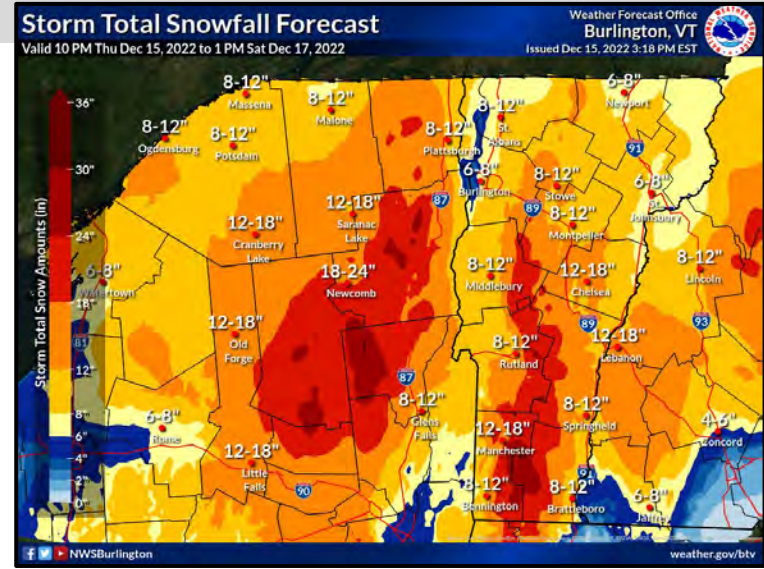 Storm Total Snowfall Forecast
Valid 10 PM Thu Dec 15, 2022 to 1 PM Sat Dec 17, 2022
Weather Forecast Office
Burlington, VT
Issued Dec 15, 2022 3:18 PM EST
NATIONAL WEATHER SERVICE
Storm Total Snow Amounts (in)
36"
30"
24"
18"
12"
8"
6"
4"
2"
0"
8-12"
Massena
8-12"
Malone
8-12"
St.
Albans
6-8"
Newport
8-12"
Ogdensburg
8-12"
Potsdam
8-12"
Plattsburgh
91
6-8"
Burlington
8-12"
Stowe
6-8"
St.
Johnsbury
87
89
12-18"
Saranac
Lake
8-12"
Montpelier
12-18"
Cranberry
Lake
6-8"
Watertown
18-24"
Newcomb
8-12"
Middlebury
12-18"
Chelsea
8-12"
Lincoln
81
12-18"
Old
Forge
89
93
8-12"
Rutland
12-18"
Lebanon
87
8-12"
Glens
Falls
8-12"
Springfield
6-8"
Rome
12-18"
Manchester
4-6"
Concord
12-18"
Little
Falls
90
91
8-12"
Bennington
8-12"
Brattleboro
6-8"
Jaffrey
NWSBurlington
weather.gov/btv